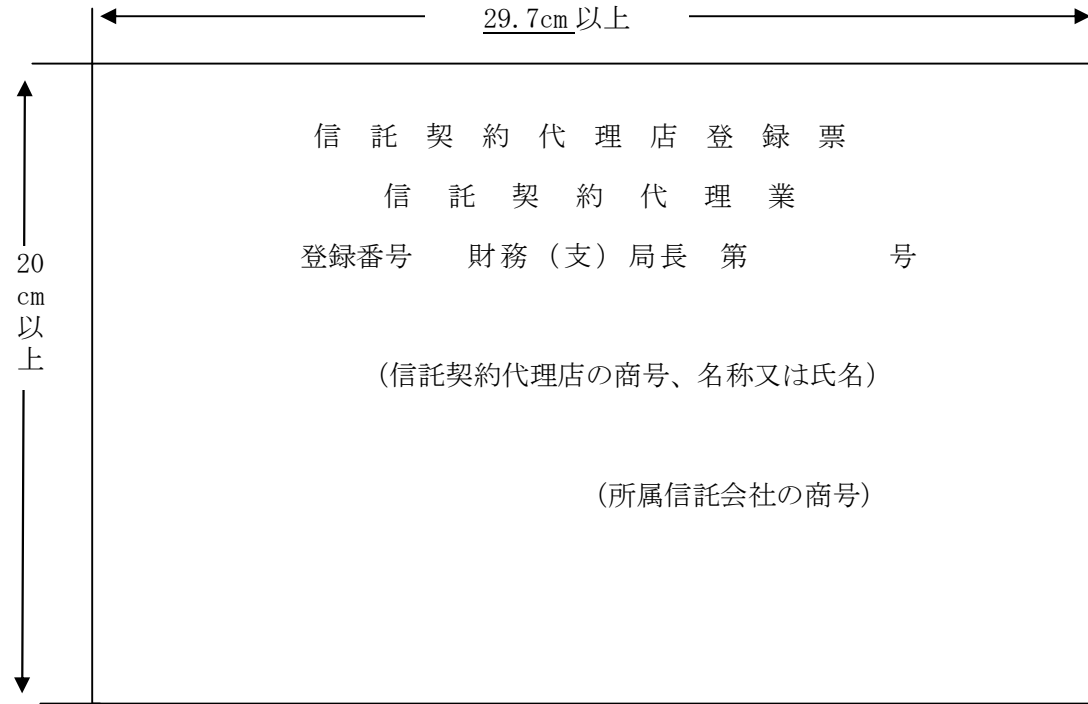 29.7cm 以上
信 託 契 約 代 理 店 登 録 票
信 託 契 約 代 理 業
登録番号 財務（支）局長 第 号
20
cm
以
上
（信託契約代理店の商号、名称又は氏名）
（所属信託会社の商号）